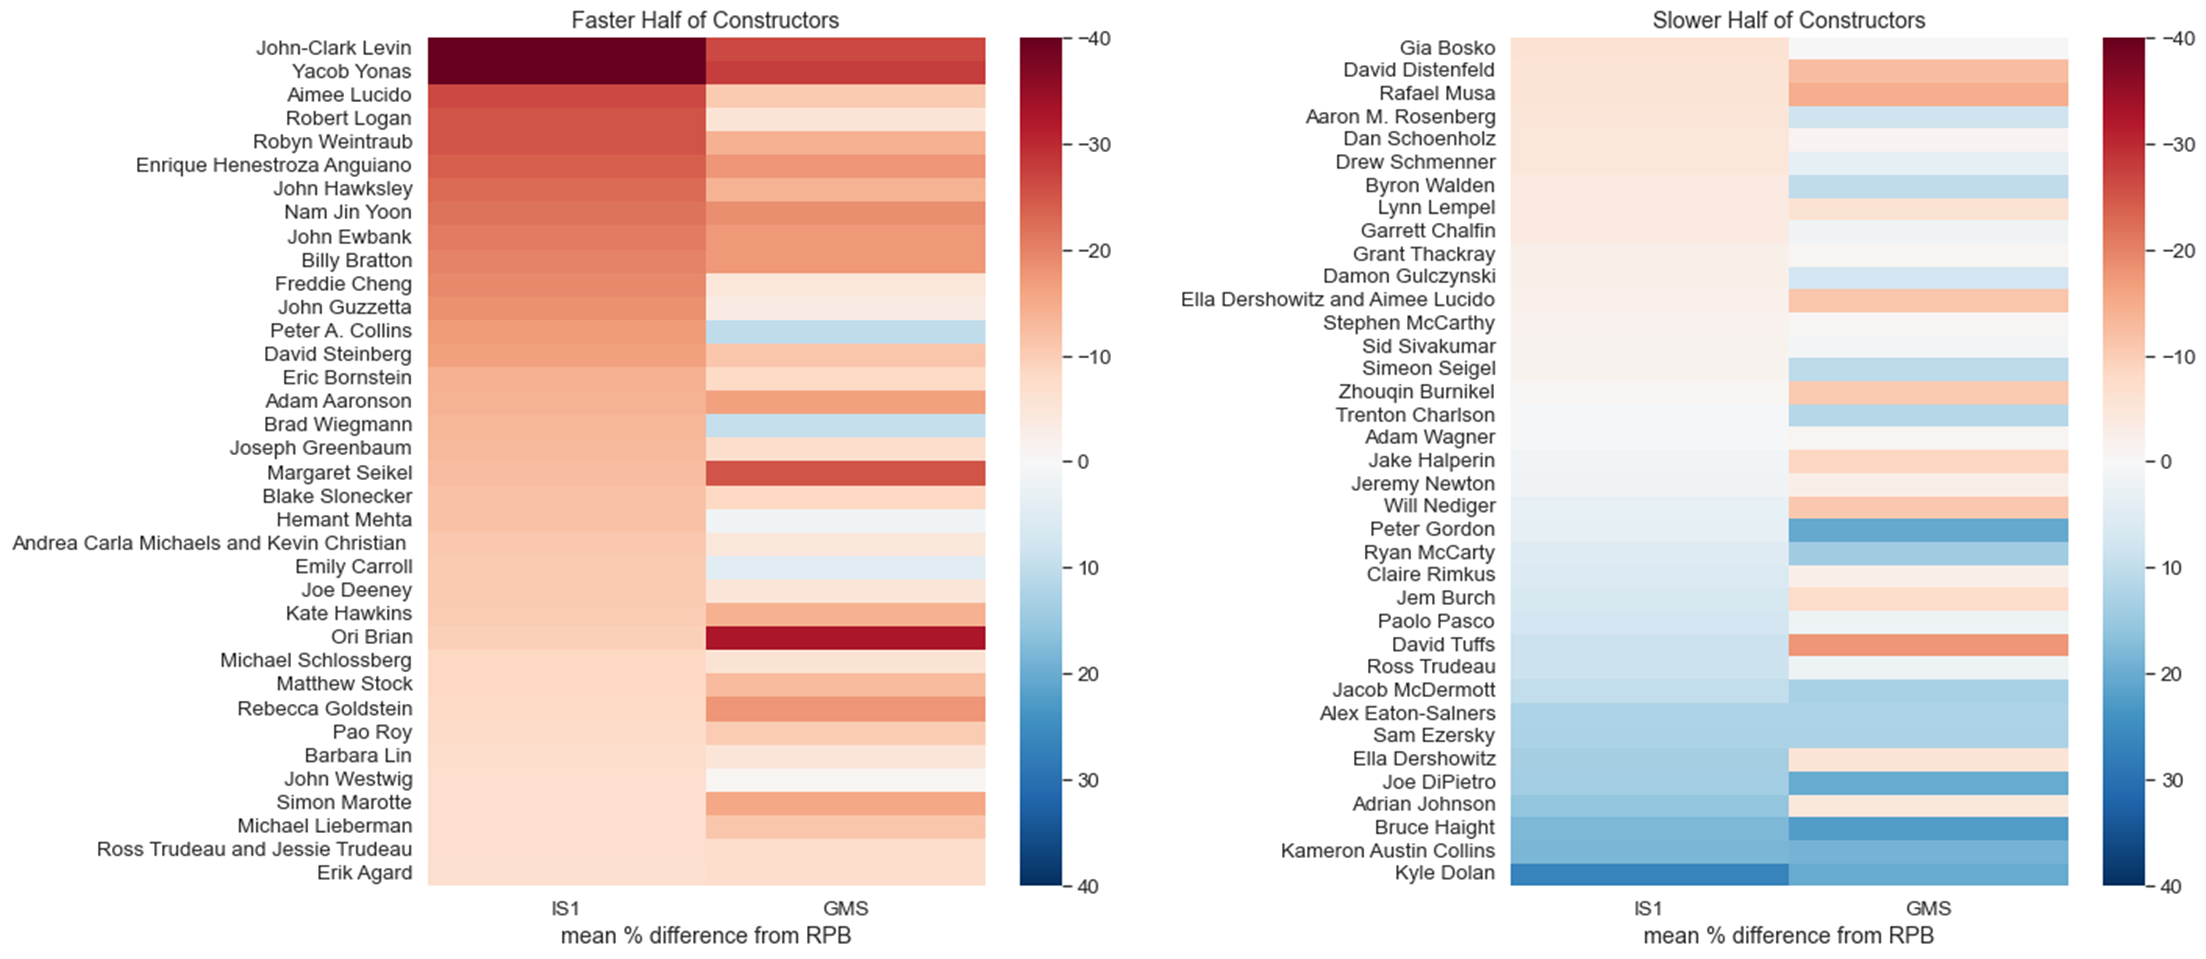 Faster Half of Constructors
John-Clark Levin
Yacob Yonas
Aimee Lucido
Robert Logan
Robyn Weintraub
Enrique Henestroza Anguiano
John Hawksley
Nam Jin Yoon
John Ewbank
Billy Bratton
Freddie Cheng
John Guzzetta
Peter A. Collins
David Steinberg
Eric Bornstein
Adam Aaronson
Brad Wiegmann
Joseph Greenbaum
Margaret Seikel
Blake Slonecker
Hemant Mehta
Andrea Carla Michaels and Kevin Christian
Emily Carroll
Joe Deeney
Kate Hawkins
Ori Brian
Michael Schlossberg
Matthew Stock
Rebecca Goldstein
Pao Roy
Barbara Lin
John Westwig
Simon Marotte
Michael Lieberman
Ross Trudeau and Jessie Trudeau
Erik Agard
IS1 GMS
mean % difference from RPB
−40
−30
−20
−10
0
10
20
30
40
Slower Half of Constructors
Gia Bosko
David Distenfeld
Rafael Musa
Aaron M. Rosenberg
Dan Schoenholz
Drew Schmenner
Byron Walden
Lynn Lempel
Garrett Chalfin
Grant Thackray
Damon Gulczynski
Ella Dershowitz and Aimee Lucido
Stephen McCarthy
Sid Sivakumar
Simeon Seigel
Zhouqin Burnikel
Trenton Charlson
Adam Wagner
Jake Halperin
Jeremy Newton
Will Nediger
Peter Gordon
Ryan McCarty
Claire Rimkus
Jem Burch
Paolo Pasco
David Tuffs
Ross Trudeau
Jacob McDermott
Alex Eaton-Salners
Sam Ezersky
Ella Dershowitz
Joe DiPietro
Adrian Johnson
Bruce Haight
Kameron Austin Collins
Kyle Dolan
IS1 GMS
mean % difference from RPB
−40
−30
−20
−10
0
10
20
30
40